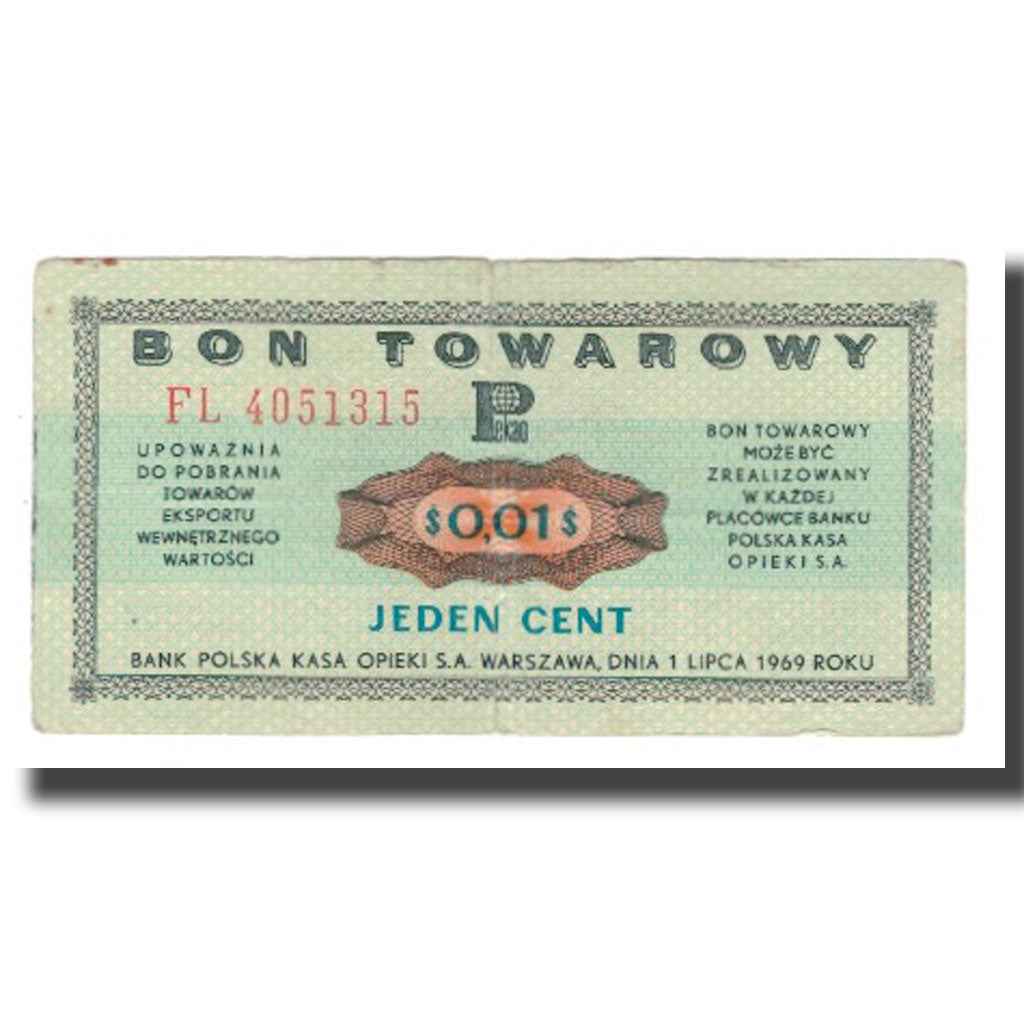 BON TOWAROWY
FL 4051315
Pekao
UPOWAŻNIA
DO POBRANIA
TOWARÓW
EKSPORTU
WEWNĘTRZNEGO
WARTOŚCI
BON TOWAROWY
MOŻE BYĆ
ZREALIZOWANY
W KAŻDEJ
PLACÓWCE BANKU
POLSKA KASA
OPIEKI S.A.
$0,01$
JEDEN CENT
BANK POLSKA KASA OPIEKI S.A. WARSZAWA, DNIA 1 LIPCA 1969 ROKU